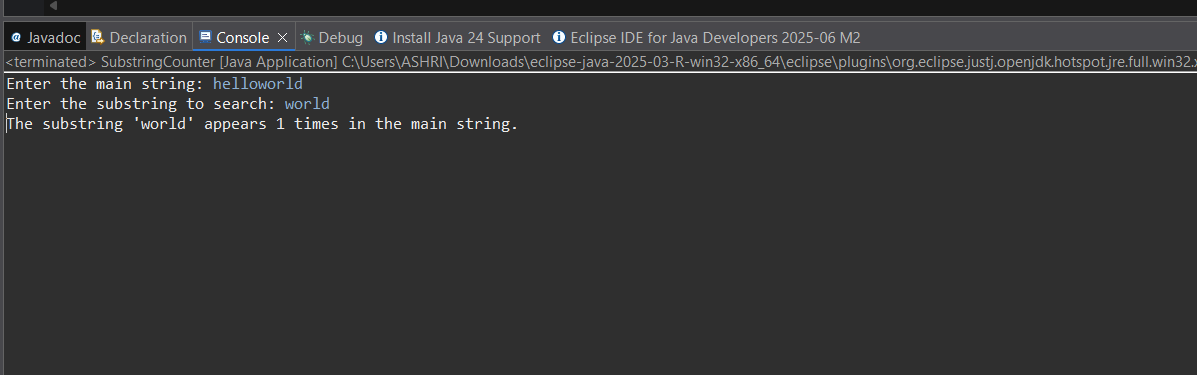 Javadoc Declaration Console Debug Install Java 24 Support Eclipse IDE for Java Developers 2025-06 M2
<terminated> SubstringCounter [Java Application] C:\Users\ASHRI\Downloads\eclipse-java-2025-03-R-win32-x86_64\eclipse\plugins\org.eclipse.justj.openjdk.hotspot.jre.full.win32.
Enter the main string: helloworld
Enter the substring to search: world
The substring 'world' appears 1 times in the main string.